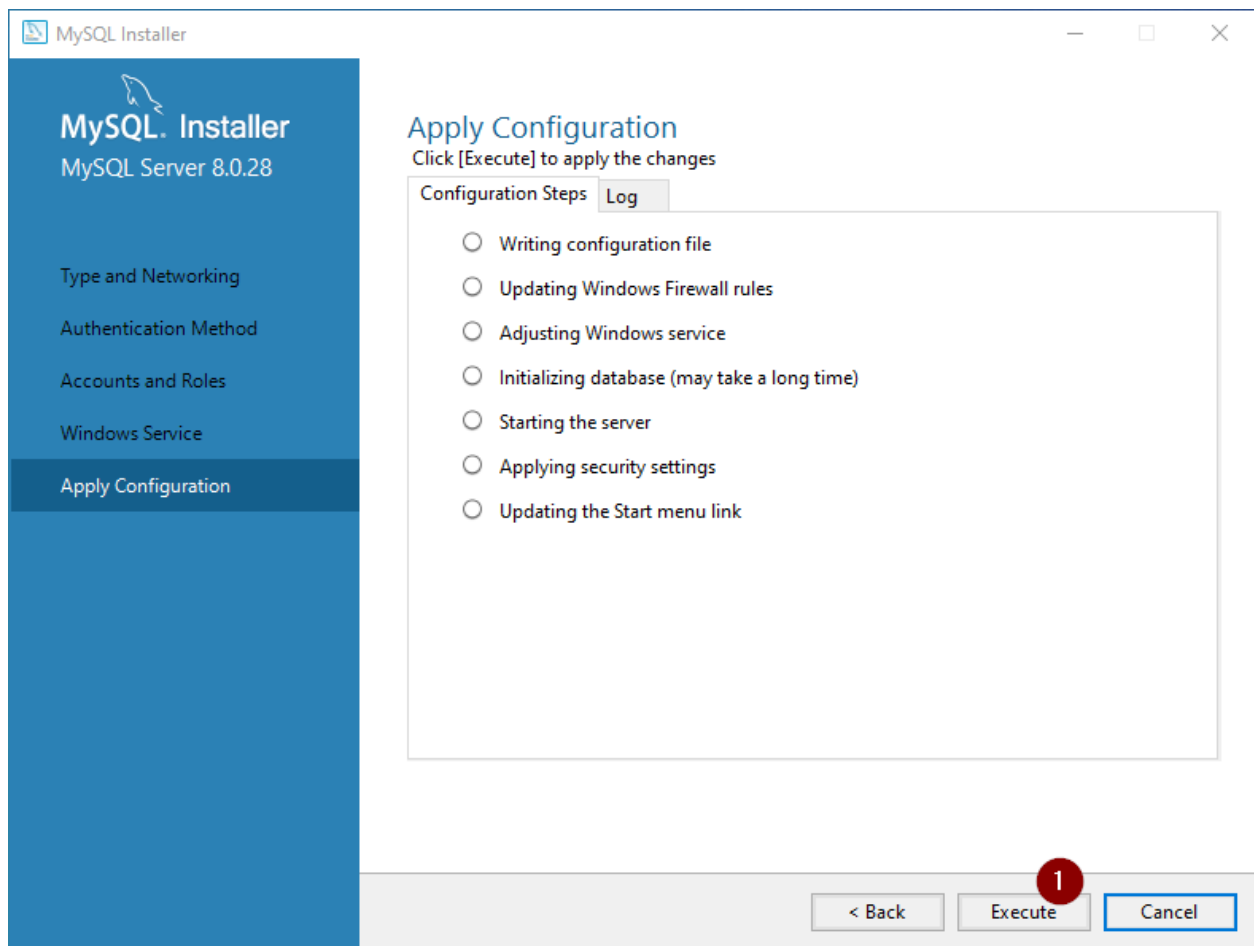 MySQL Installer
MySQL. Installer
MySQL Server 8.0.28
Type and Networking
Authentication Method
Accounts and Roles
Windows Service
Apply Configuration
Apply Configuration
Click [Execute] to apply the changes
Configuration Steps
Log
Writing configuration file
Updating Windows Firewall rules
Adjusting Windows service
Initializing database (may take a long time)
Starting the server
Applying security settings
Updating the Start menu link
1
< Back
Execute
Cancel